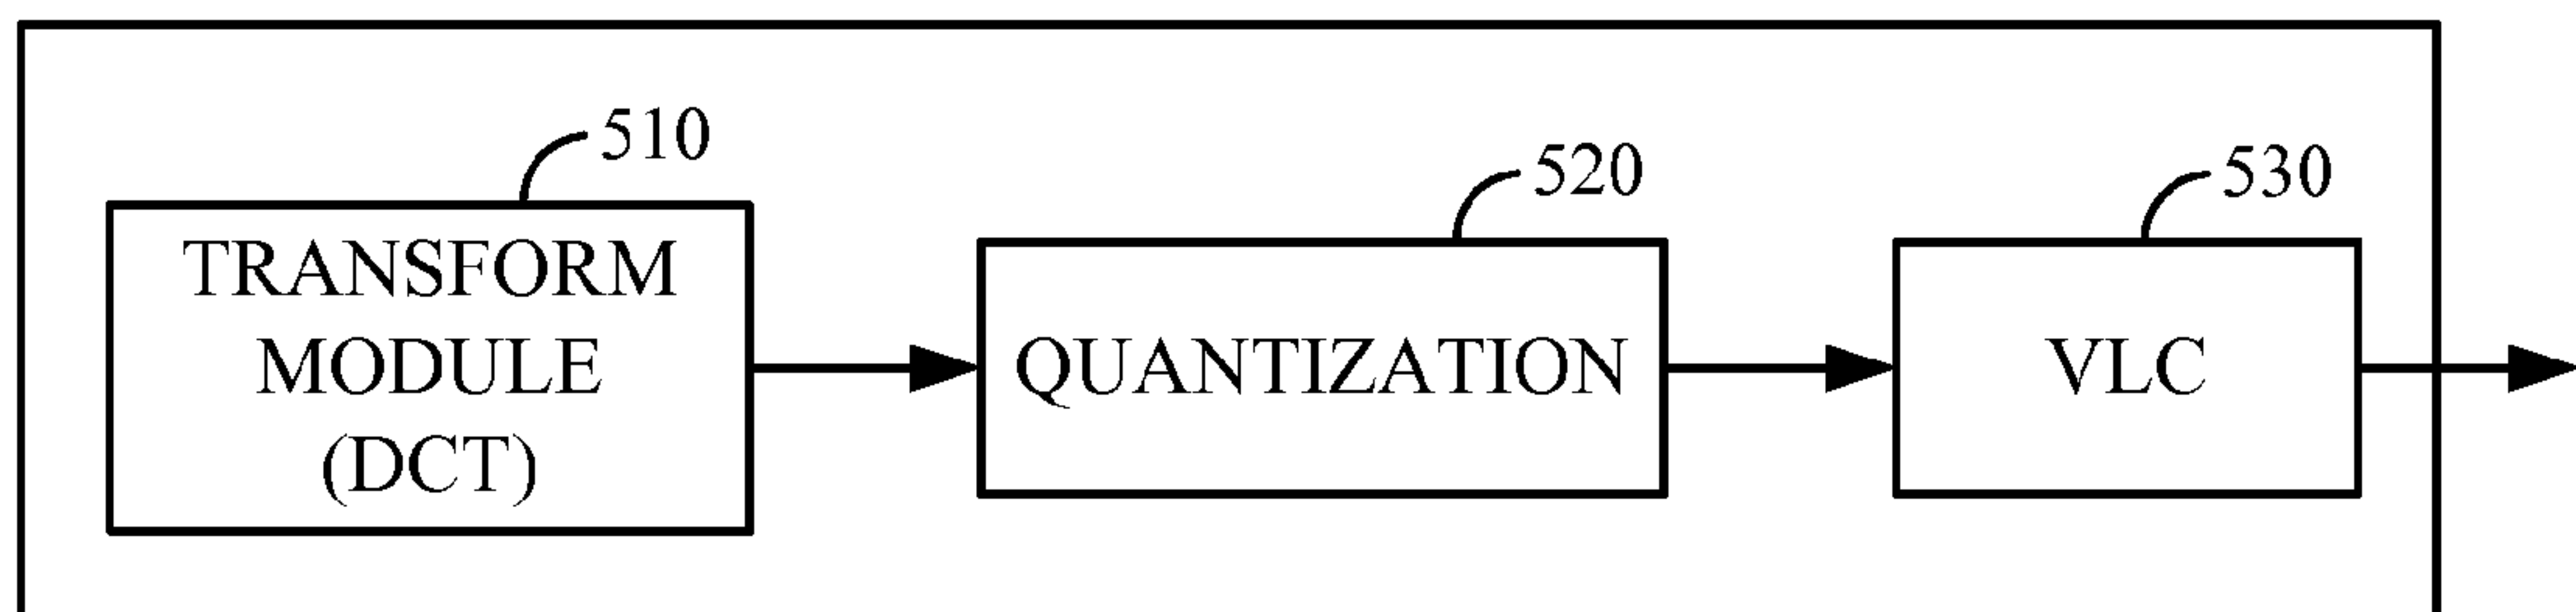 510
520
530
TRANSFORM
MODULE
(DCT)
QUANTIZATION
VLC